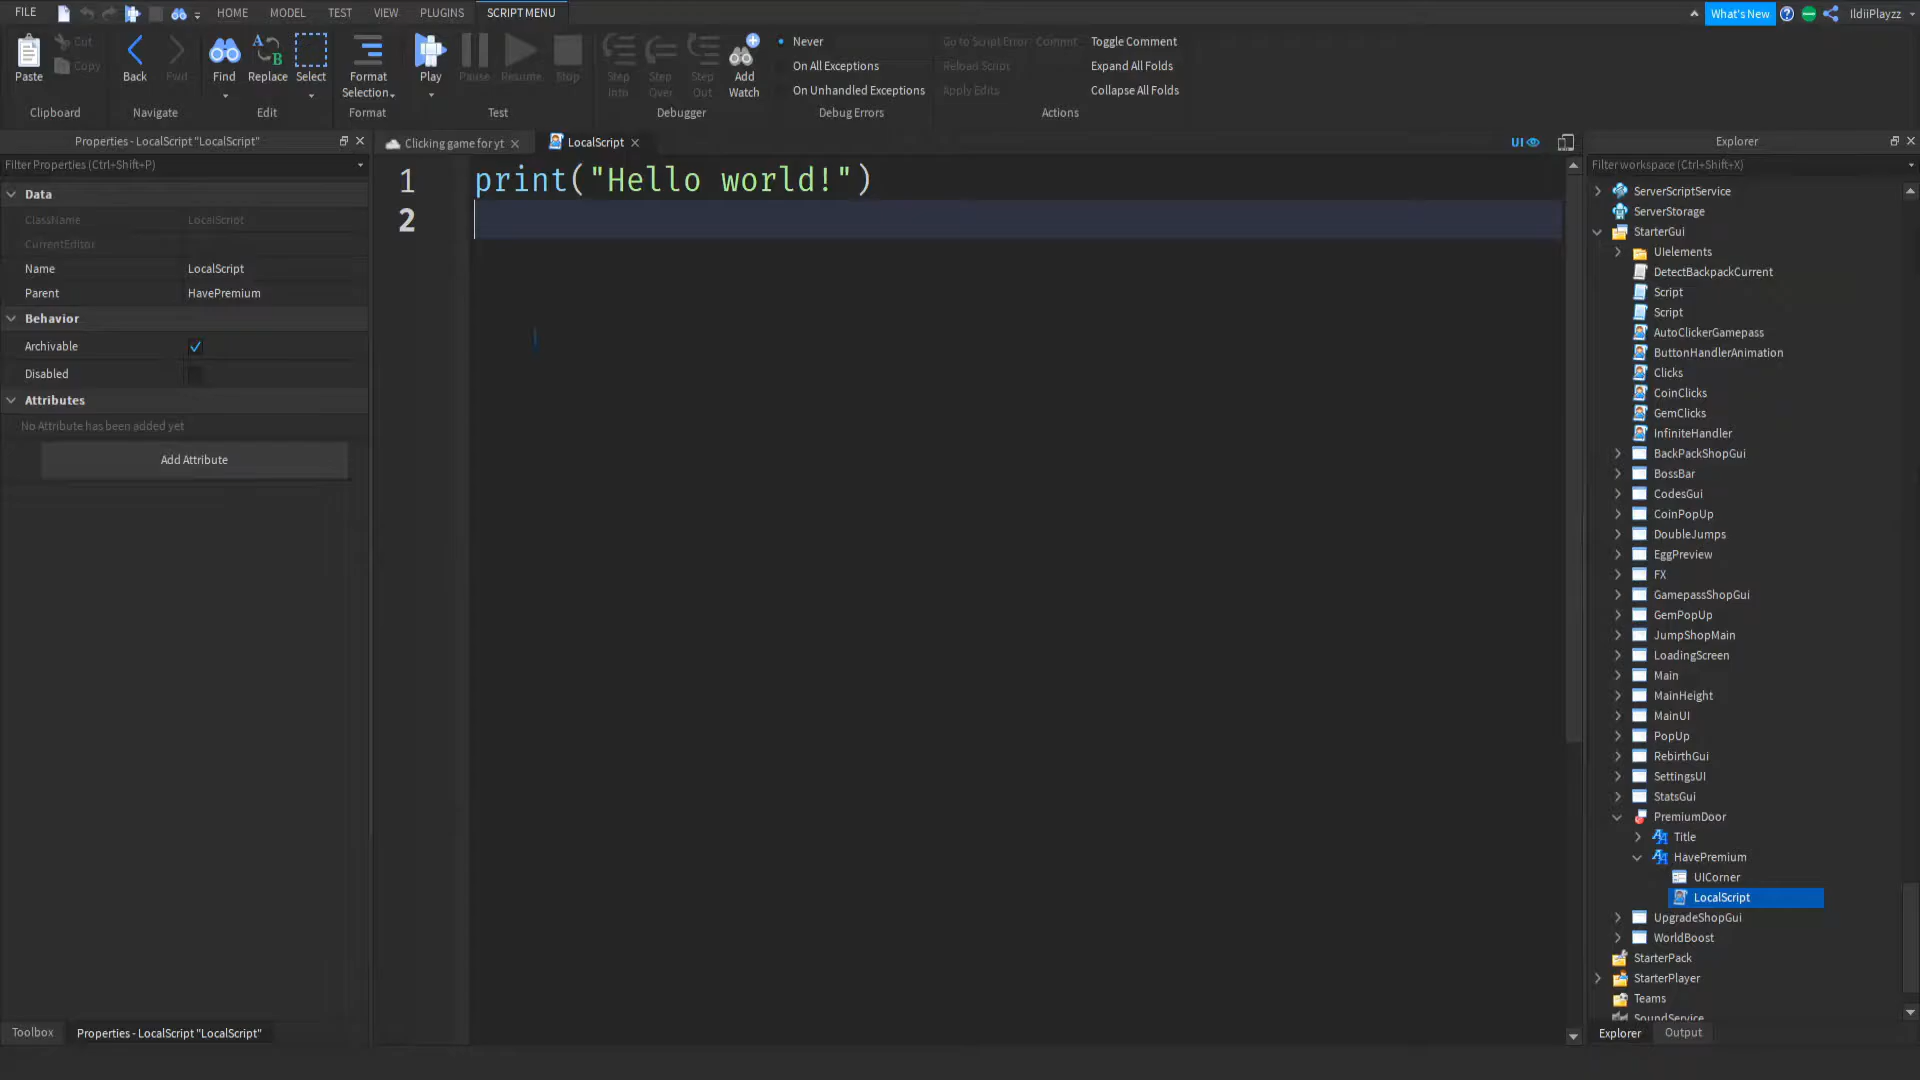 FILE HOME MODEL TEST VIEW PLUGINS SCRIPT MENU What's New IldiiPlayzz
Paste Cut Copy
Clipboard
Back Fwd
Navigate
Find Replace Select
Edit
Format Selection
Format
Play Pause Resume Stop
Test
Step Into Step Over Step Out Add Watch
Debugger
Never
On All Exceptions
On Unhandled Exceptions
Debug Errors
Go to Script Error Commit Toggle Comment
Reload Script Expand All Folds
Apply Edits Collapse All Folds
Actions
Properties - LocalScript "LocalScript"
Filter Properties (Ctrl+Shift+P)
Data
ClassName LocalScript
CurrentEditor
Name LocalScript
Parent HavePremium
Behavior
Archivable
Disabled
Attributes
No Attribute has been added yet
Add Attribute
Toolbox Properties - LocalScript "LocalScript"
Clicking game for yt LocalScript UI
1 print("Hello world!")
2
Explorer
Filter workspace (Ctrl+Shift+X)
ServerScriptService
ServerStorage
StarterGui
UIelements
DetectBackpackCurrent
Script
Script
AutoClickerGamepass
ButtonHandlerAnimation
Clicks
CoinClicks
GemClicks
InfiniteHandler
BackPackShopGui
BossBar
CodesGui
CoinPopUp
DoubleJumps
EggPreview
FX
GamepassShopGui
GemPopUp
JumpShopMain
LoadingScreen
Main
MainHeight
MainUI
PopUp
RebirthGui
SettingsUI
StatsGui
PremiumDoor
Title
HavePremium
UICorner
LocalScript
UpgradeShopGui
WorldBoost
StarterPack
StarterPlayer
Teams
SoundService
Explorer Output